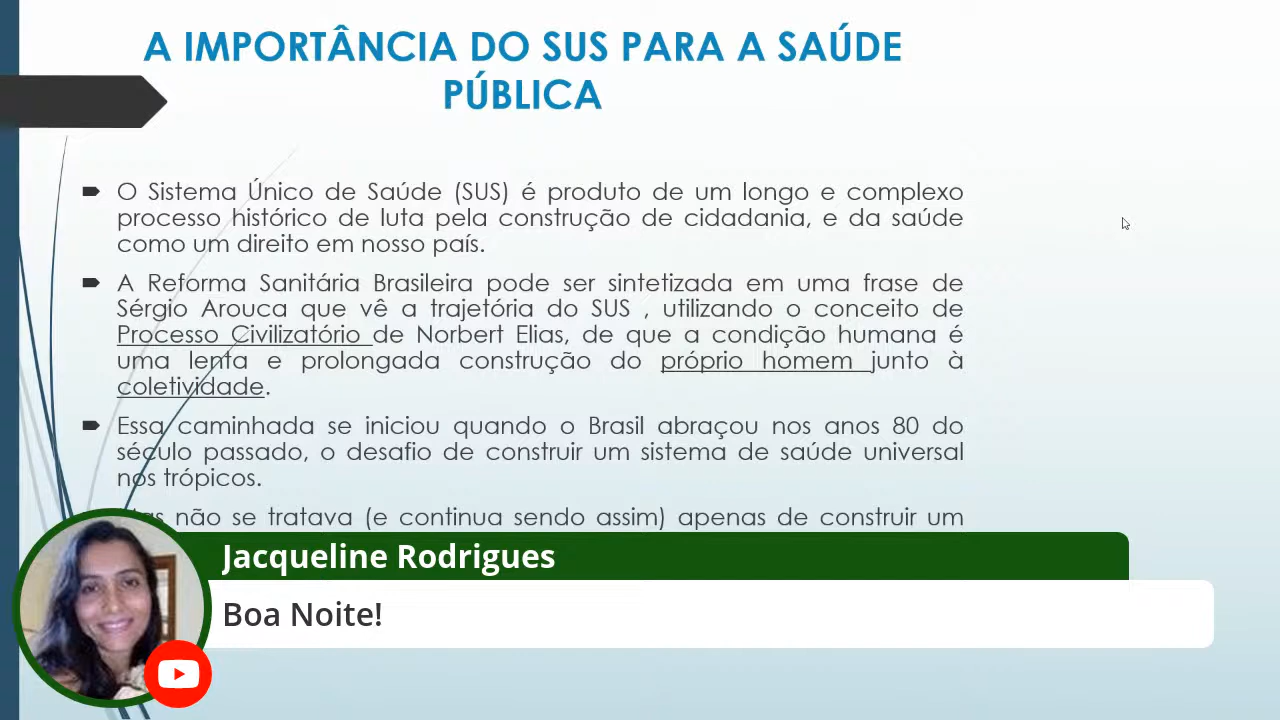 A IMPORTÂNCIA DO SUS PARA A SAÚDE
PÚBLICA
O Sistema Único de Saúde (SUS) é produto de um longo e complexo
processo histórico de luta pela construção de cidadania, e da saúde
como um direito em nosso país.
A Reforma Sanitária Brasileira pode ser sintetizada em uma frase de
Sérgio Arouca que vê a trajetória do SUS , utilizando o conceito de
Processo Civilizatório de Norbert Elias, de que a condição humana é
uma lenta e prolongada construção do próprio homem junto à
coletividade.
Essa caminhada se iniciou quando o Brasil abraçou nos anos 80 do
século passado, o desafio de construir um sistema de saúde universal
nos trópicos.
não se tratava (e continua sendo assim) apenas de construir um
Jacqueline Rodrigues
Boa Noite!